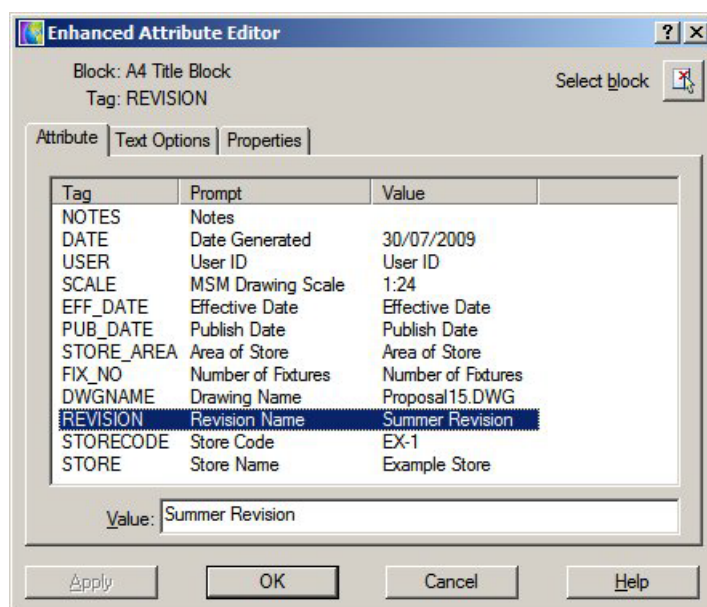 Enhanced Attribute Editor
Block: A4 Title Block
Tag: REVISION
Select block
Attribute Text Options Properties
Tag Prompt Value
NOTES Notes
DATE Date Generated 30/07/2009
USER User ID User ID
SCALE MSM Drawing Scale 1:24
EFF_DATE Effective Date Effective Date
PUB_DATE Publish Date Publish Date
STORE_AREA Area of Store Area of Store
FIX_NO Number of Fixtures Number of Fixtures
DWGNAME Drawing Name Proposal15.DWG
REVISION Revision Name Summer Revision
STORECODE Store Code EX-1
STORE Store Name Example Store
Value: Summer Revision
Apply OK Cancel Help